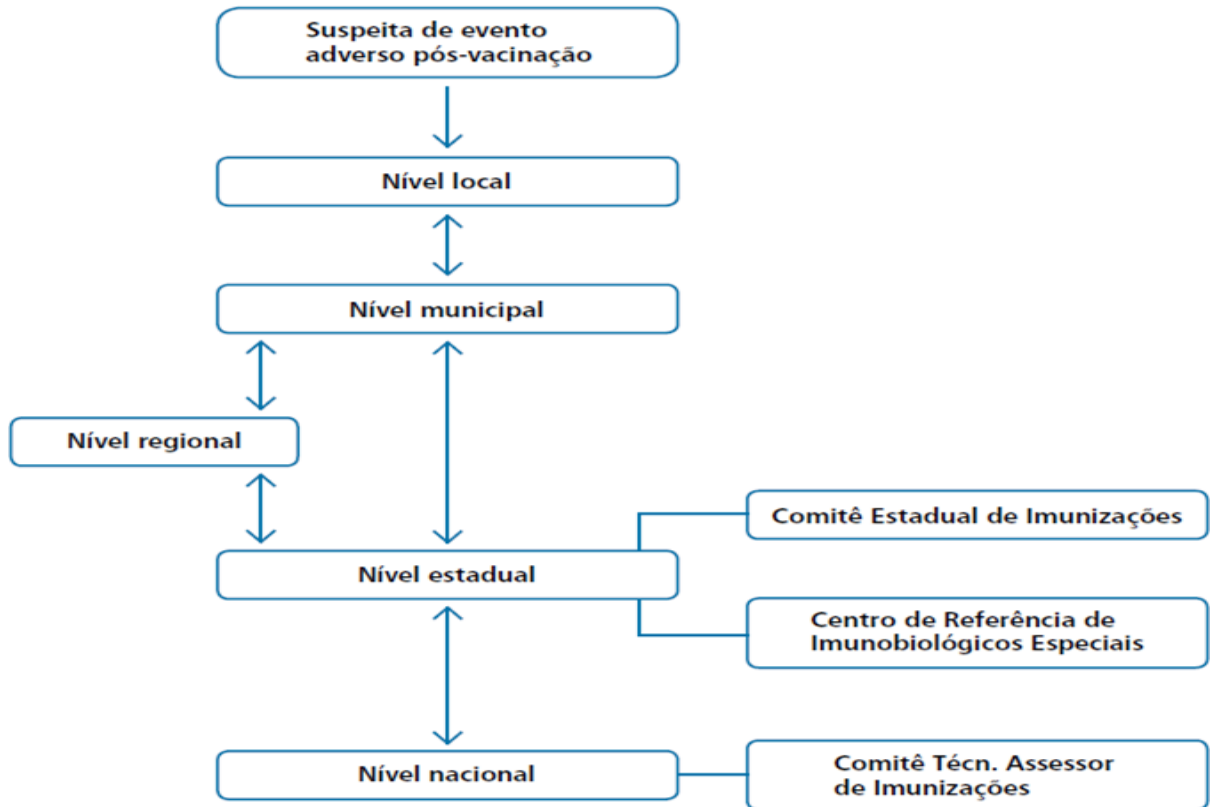 Suspeita de evento
adverso pós-vacinação
Nível local
Nível municipal
Nível regional
Comitê Estadual de Imunizações
Nível estadual
Centro de Referência de
Imunobiológicos Especiais
Nível nacional
Comitê Técn. Assessor
de Imunizações